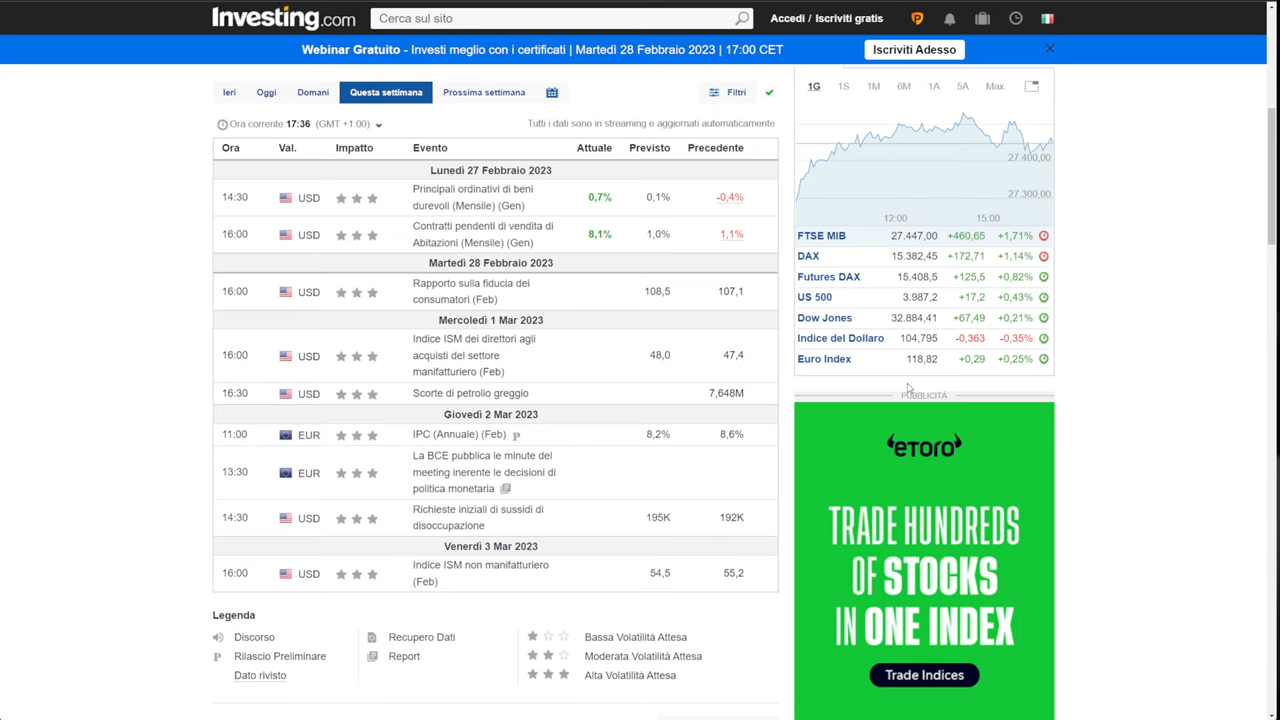 Investing.com
Cerca sul sito
Accedi / Iscriviti gratis
Webinar Gratuito - Investi meglio con i certificati | Martedì 28 Febbraio 2023 | 17:00 CET
Iscriviti Adesso
Ieri Oggi Domani Questa settimana Prossima settimana
Filtri
Ora corrente 17:36 (GMT +1:00)
Tutti i dati sono in streaming e aggiornati automaticamente
Ora Val. Impatto Evento Attuale Previsto Precedente
Lunedì 27 Febbraio 2023
14:30 USD Principali ordinativi di beni
durevoli (Mensile) (Gen) 0,7% 0,1% -0,4%
16:00 USD Contratti pendenti di vendita di
Abitazioni (Mensile) (Gen) 8,1% 1,0% 1,1%
Martedì 28 Febbraio 2023
16:00 USD Rapporto sulla fiducia dei
consumatori (Feb) 108,5 107,1
Mercoledì 1 Mar 2023
16:00 USD Indice ISM dei direttori agli
acquisti del settore
manifatturiero (Feb) 48,0 47,4
16:30 USD Scorte di petrolio greggio 7,648M
Giovedì 2 Mar 2023
11:00 EUR IPC (Annuale) (Feb) P 8,2% 8,6%
13:30 EUR La BCE pubblica le minute del
meeting inerente le decisioni di
politica monetaria
14:30 USD Richieste iniziali di sussidi di
disoccupazione 195K 192K
Venerdì 3 Mar 2023
16:00 USD Indice ISM non manifatturiero
(Feb) 54,5 55,2
Legenda
Discorso
P Rilascio Preliminare
Dato rivisto
Recupero Dati
Report
Bassa Volatilità Attesa
Moderata Volatilità Attesa
Alta Volatilità Attesa
1G 1S 1M 6M 1A 5A Max.
27.400,00
27.300,00
12:00 15:00
FTSE MIB 27.447,00 +460,65 +1,71%
DAX 15.382,45 +172,71 +1,14%
Futures DAX 15.408,5 +125,5 +0,82%
US 500 3.987,2 +17,2 +0,43%
Dow Jones 32.884,41 +67,49 +0,21%
Indice del Dollaro 104,795 -0,363 -0,35%
Euro Index 118,82 +0,29 +0,25%
PUBBLICITÀ
eToro
TRADE HUNDREDS
OF STOCKS
IN ONE INDEX
Trade Indices